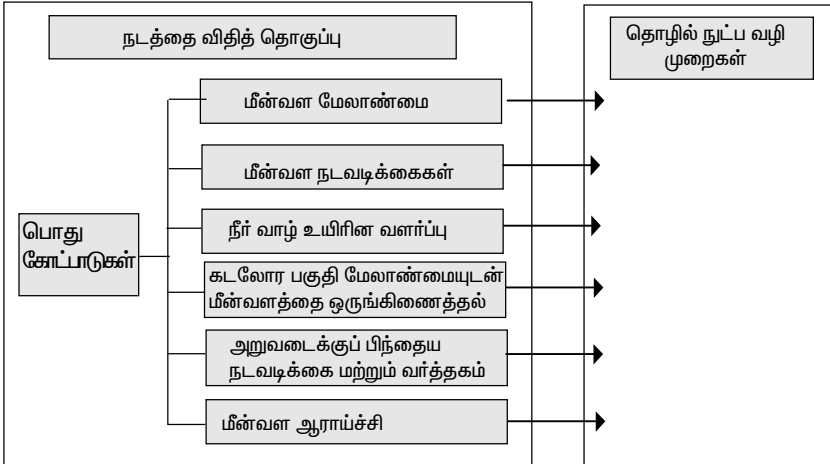 நடத்தை விதித் தொகுப்பு
தொழில் நுட்ப வழி
முறைகள்
மீன்வள மேலாண்மை
மீன்வள நடவடிக்கைகள்
பொது
கோட்பாடுகள்
நீர் வாழ் உயிரின வளர்ப்பு
கடலோர பகுதி மேலாண்மையுடன்
மீன்வளத்தை ஒருங்கிணைத்தல்
அறுவடைக்குப் பிந்தைய
நடவடிக்கை மற்றும் வர்த்தகம்
மீன்வள ஆராய்ச்சி